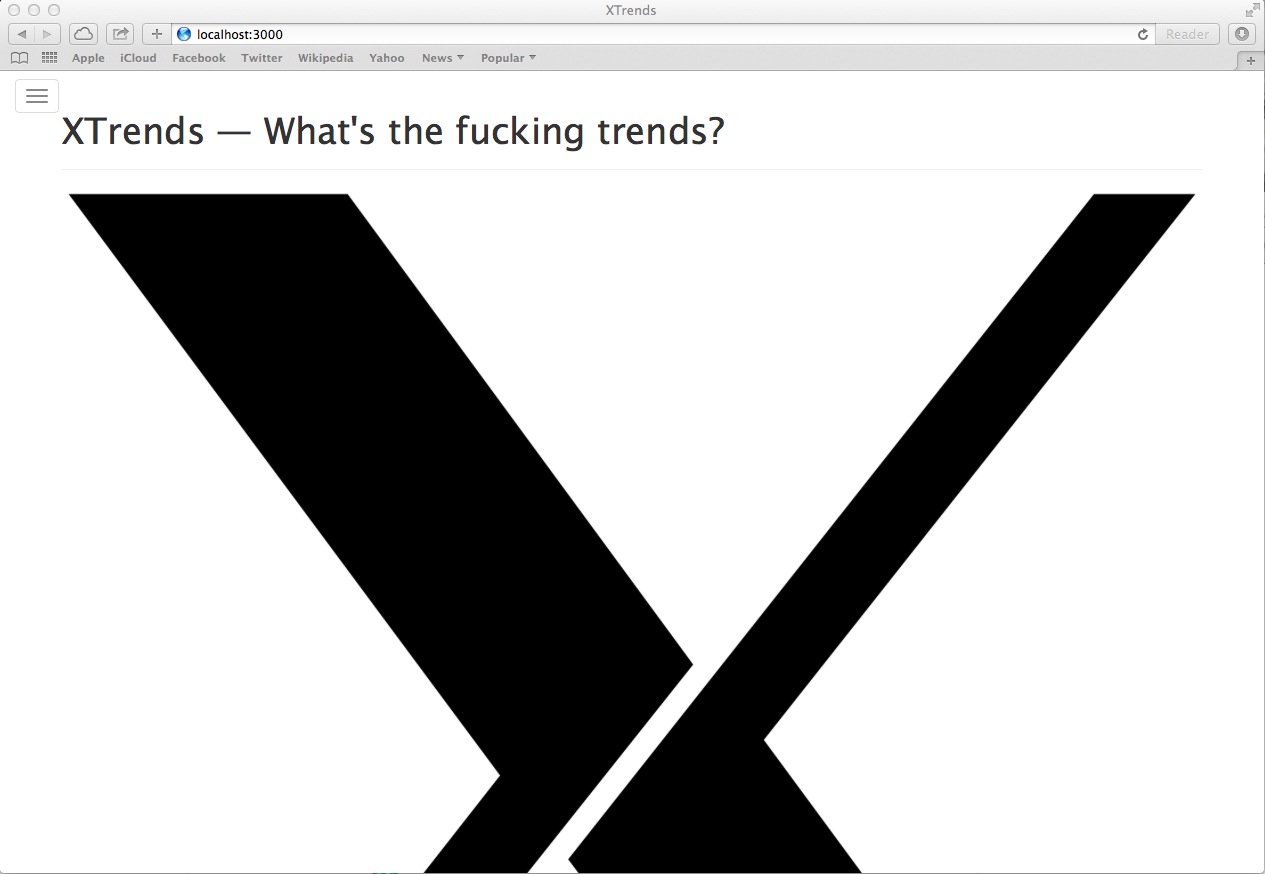 XTrends
localhost:3000
Reader
Apple iCloud Facebook Twitter Wikipedia Yahoo News Popular
XTrends — What's the fucking trends?